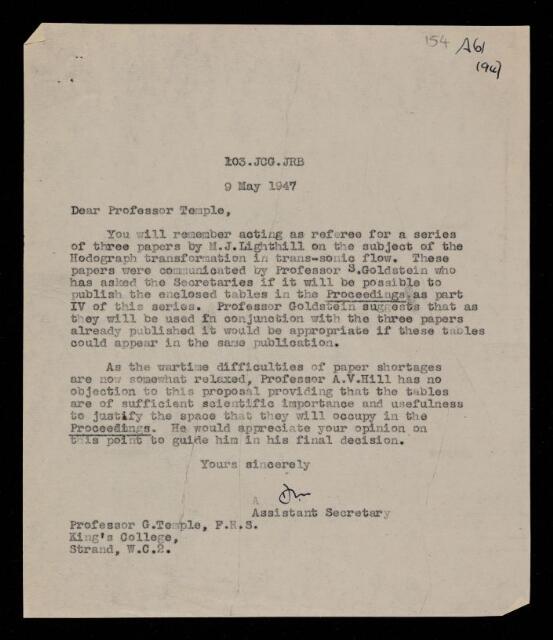 154 A61
1947
103.JCG.JRB
9 May 1947
Dear Professor Temple,
You will remember acting as referee for a series
of three papers by M.J.Lighthill on the subject of the
Hodograph transformation in trans-sonic flow. These
papers were communicated by Professor S.Goldstein who
has asked the Secretaries if it will be possible to
publish the enclosed tables in the Proceedings as part
IV of this series. Professor Goldstein suggests that as
they will be used in conjunction with the three papers
already published it would be appropriate if these tables
could appear in the same publication.
As the wartime difficulties of paper shortages
are now somewhat relaxed, Professor A.V.Hill has no
objection to this proposal providing that the tables
are of sufficient scientific importance and usefulness
to justify the space that they will occupy in the
Proceedings. He would appreciate your opinion on
this point to guide him in his final decision.
Yours sincerely
A
Assistant Secretary
Professor G.Temple, F.R.S.
King's College,
Strand, W.C.2.